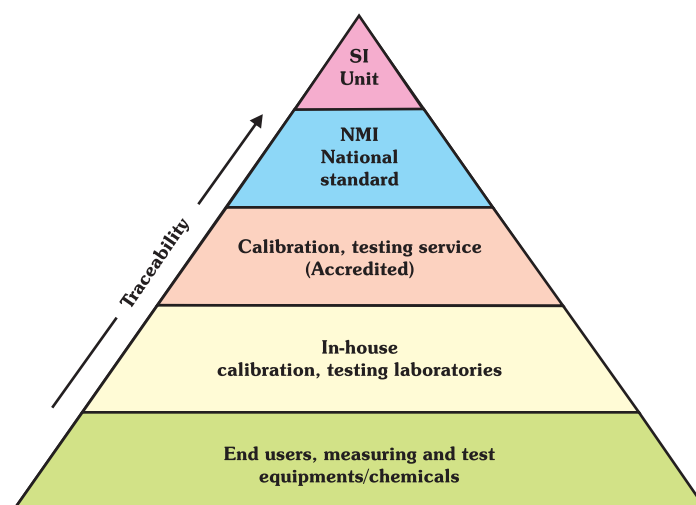 SI
Unit
NMI
National
standard
Traceability
Calibration, testing service
(Accredited)
In-house
calibration, testing laboratories
End users, measuring and test
equipments/chemicals